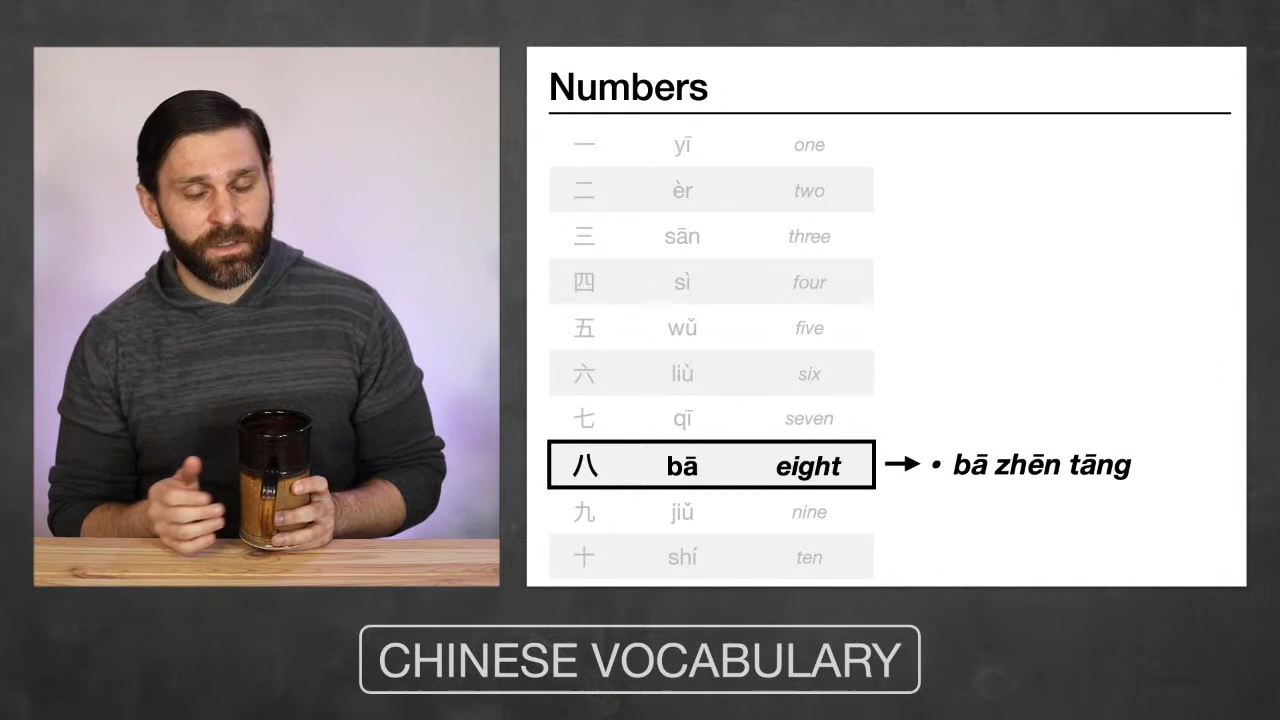 Numbers
一 yī one
二 èr two
三 sān three
四 sì four
五 wǔ five
六 liù six
七 qī seven
八 bā eight → • bā zhēn tāng
九 jiǔ nine
十 shí ten
CHINESE VOCABULARY